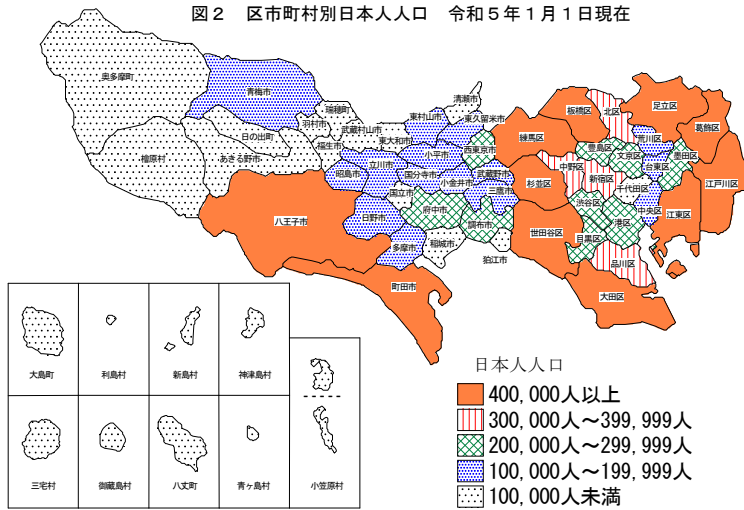 図２　区市町村別日本人人口　令和５年１月１日現在
奥多摩町
青梅市
瑞穂町
羽村市
日の出町
福生市
武蔵村山市
檜原村
あきる野市
昭島市
立川市
東大和市
東村山市
清瀬市
東久留米市
西東京市
小平市
国分寺市
国立市
小金井市
武蔵野市
三鷹市
八王子市
日野市
府中市
調布市
多摩市
稲城市
狛江市
町田市
練馬区
板橋区
北区
足立区
葛飾区
荒川区
豊島区
文京区
台東区
墨田区
江戸川区
中野区
杉並区
新宿区
千代田区
渋谷区
中央区
港区
江東区
世田谷区
目黒区
品川区
大田区
大島町
利島村
新島村
神津島村
三宅村
御蔵島村
八丈町
青ヶ島村
小笠原村
日本人人口
400,000人以上
300,000人～399,999人
200,000人～299,999人
100,000人～199,999人
100,000人未満